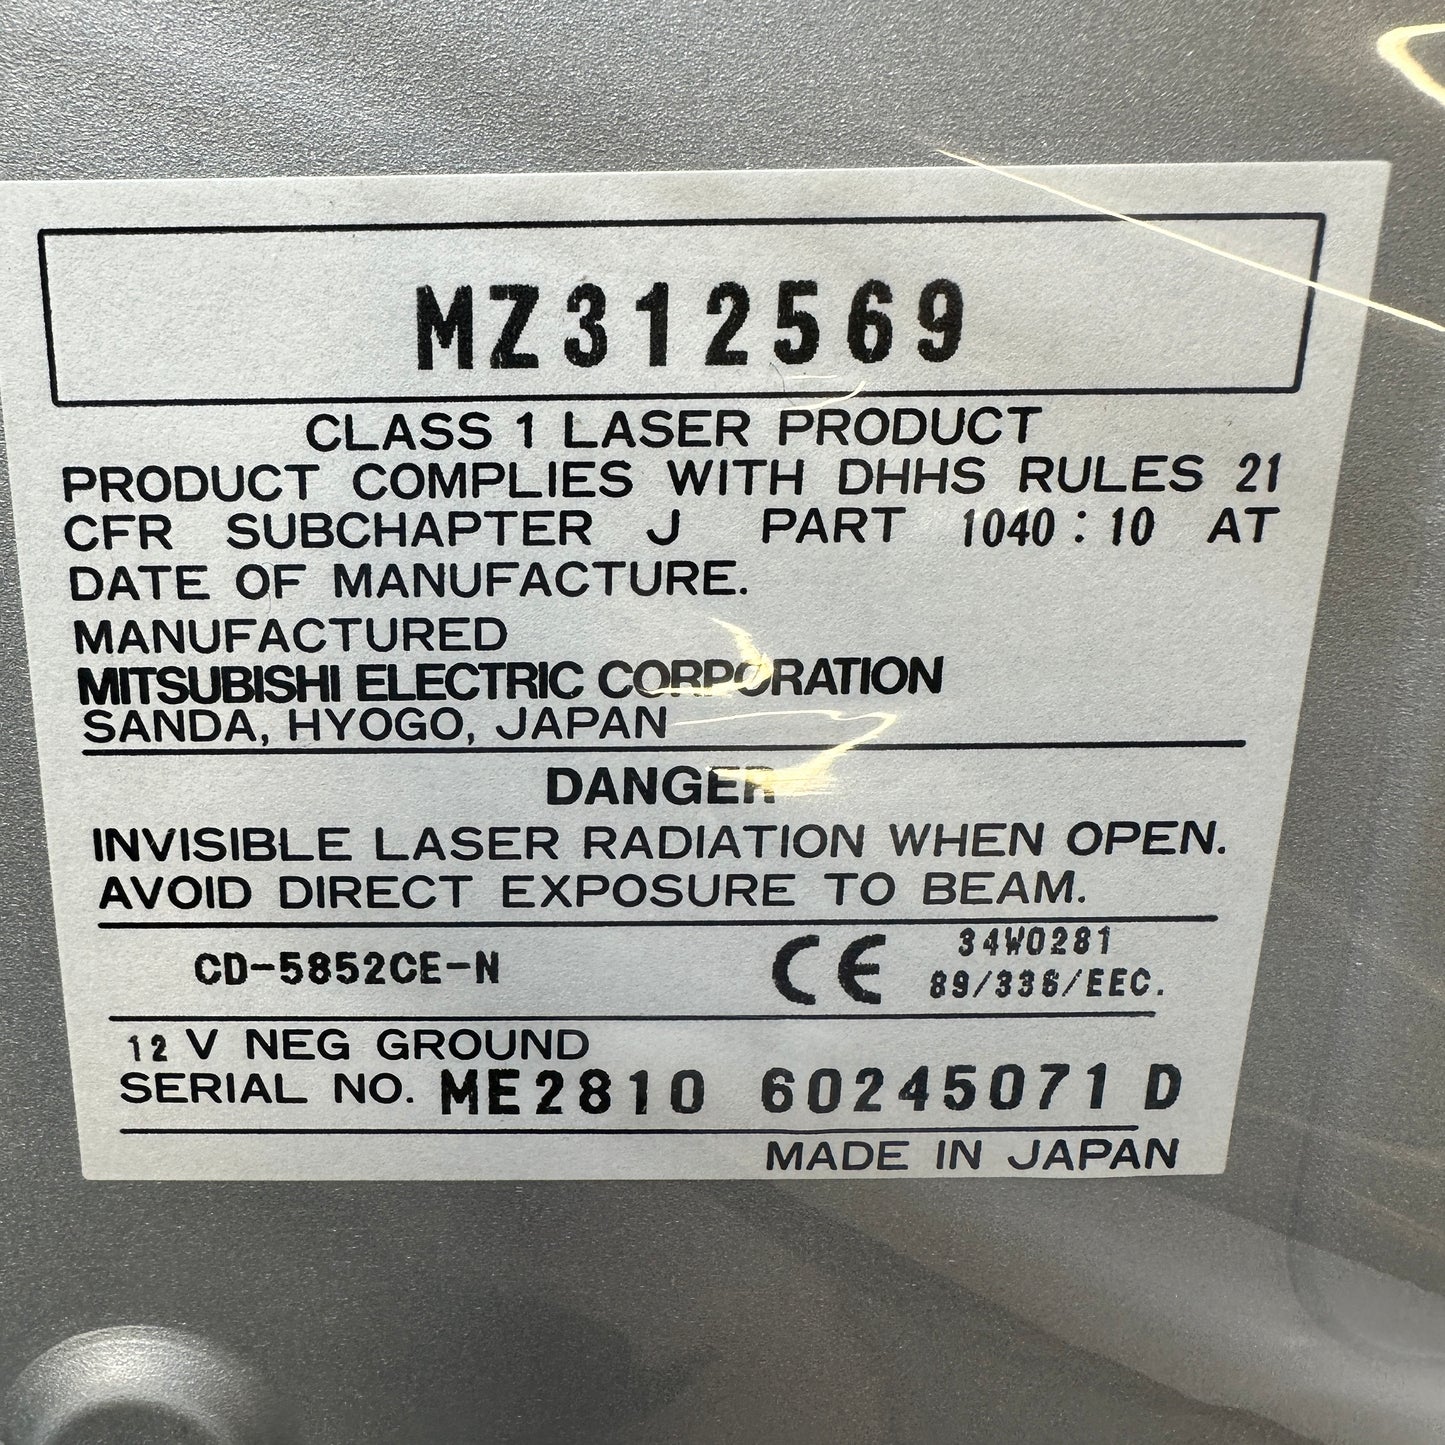 MZ312569
CLASS 1 LASER PRODUCT
PRODUCT COMPLIES WITH DHHS RULES 21
CFR SUBCHAPTER J PART 1040:10 AT
DATE OF MANUFACTURE.
MANUFACTURED
MITSUBISHI ELECTRIC CORPORATION
SANDA, HYOGO, JAPAN
DANGER
INVISIBLE LASER RADIATION WHEN OPEN.
AVOID DIRECT EXPOSURE TO BEAM.
CD-5852CE-N CE 34W0281
89/336/EEC.
12 V NEG GROUND
SERIAL NO. ME2810 60245071 D
MADE IN JAPAN